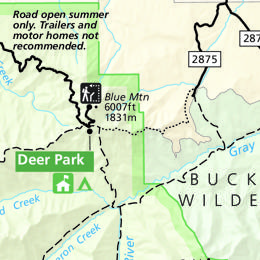 Road open summer
only. Trailers and
motor homes not
recommended.
287
2875
Blue Mtn
6007ft
1831m
Deer Park
Creek
Gray
BUCK
WILDE
d Creek
eron Creek
River